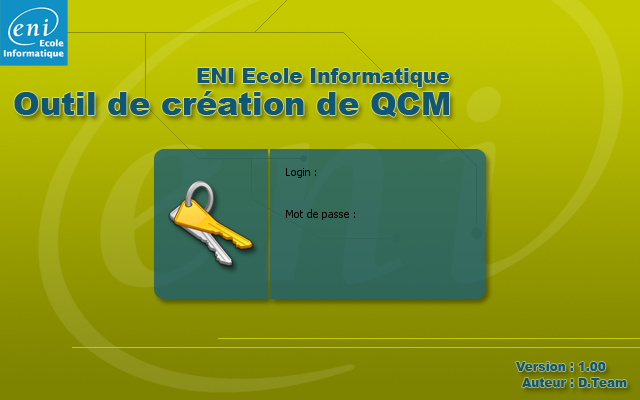 eni
Ecole
Informatique
ENI Ecole Informatique
Outil de création de QCM
eni
Login :
Mot de passe :
Version : 1.00
Auteur : D.Team